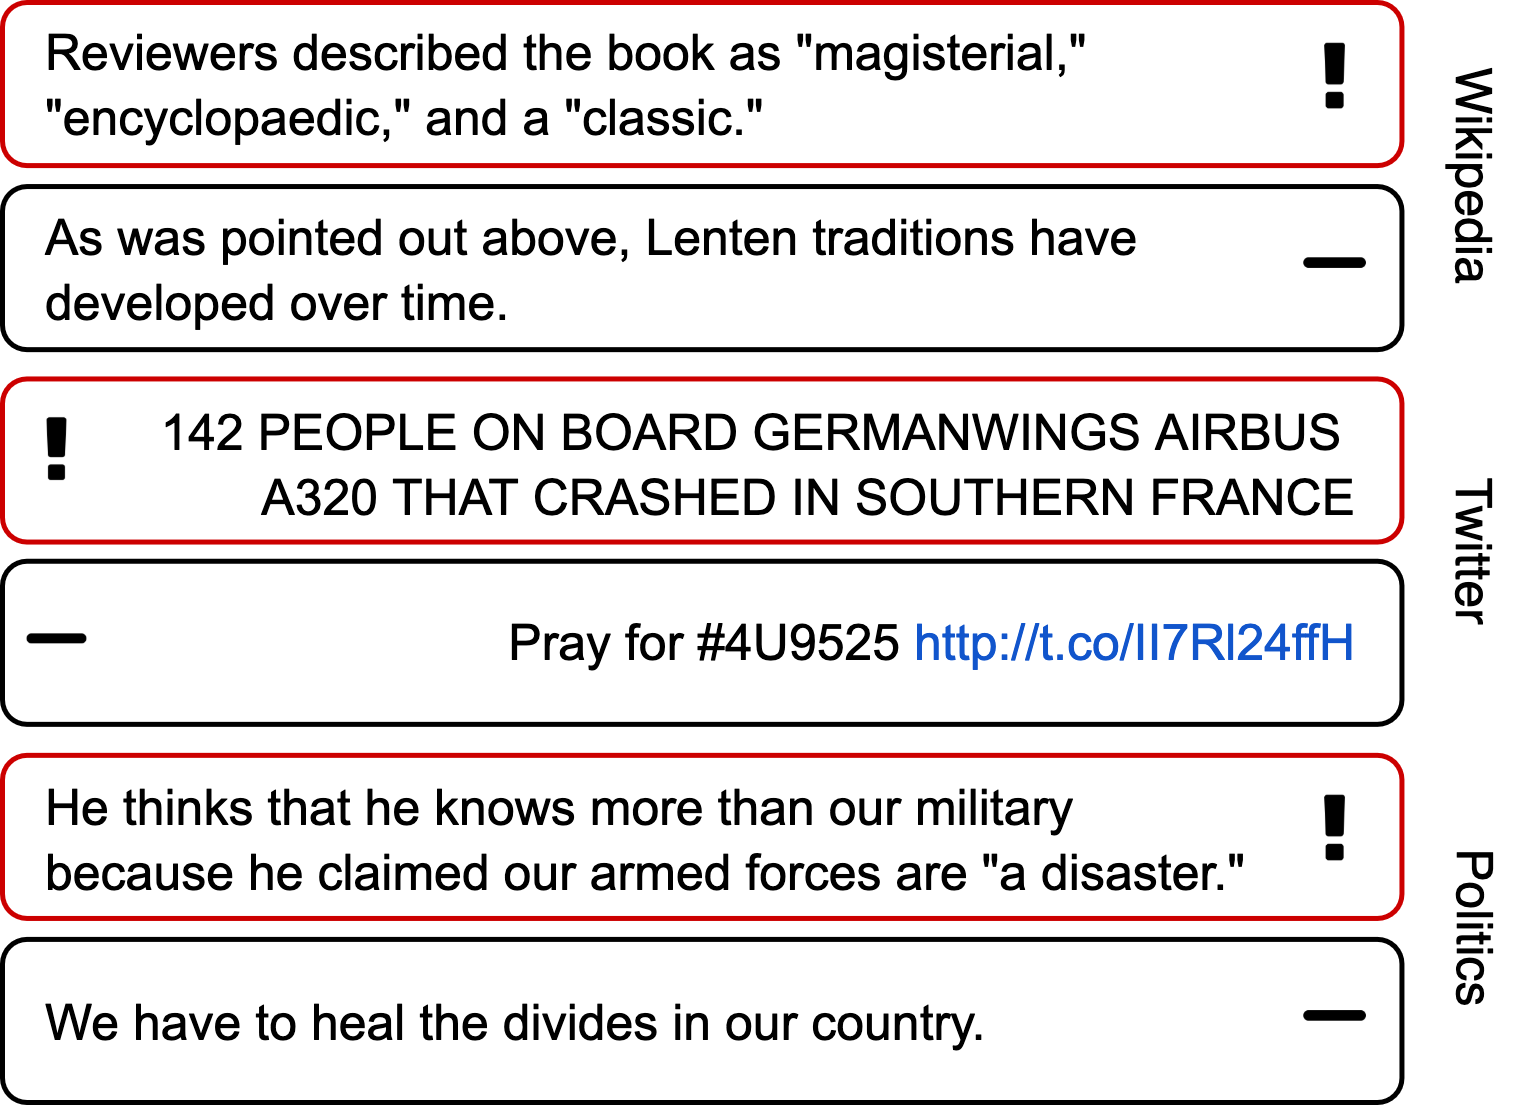 Reviewers described the book as "magisterial,"
"encyclopaedic," and a "classic."
!
As was pointed out above, Lenten traditions have
developed over time.
Wikipedia
!
142 PEOPLE ON BOARD GERMANWINGS AIRBUS
A320 THAT CRASHED IN SOUTHERN FRANCE
Pray for #4U9525 http://t.co/II7Rl24ffH
Twitter
He thinks that he knows more than our military
because he claimed our armed forces are "a disaster."
!
We have to heal the divides in our country.
Politics